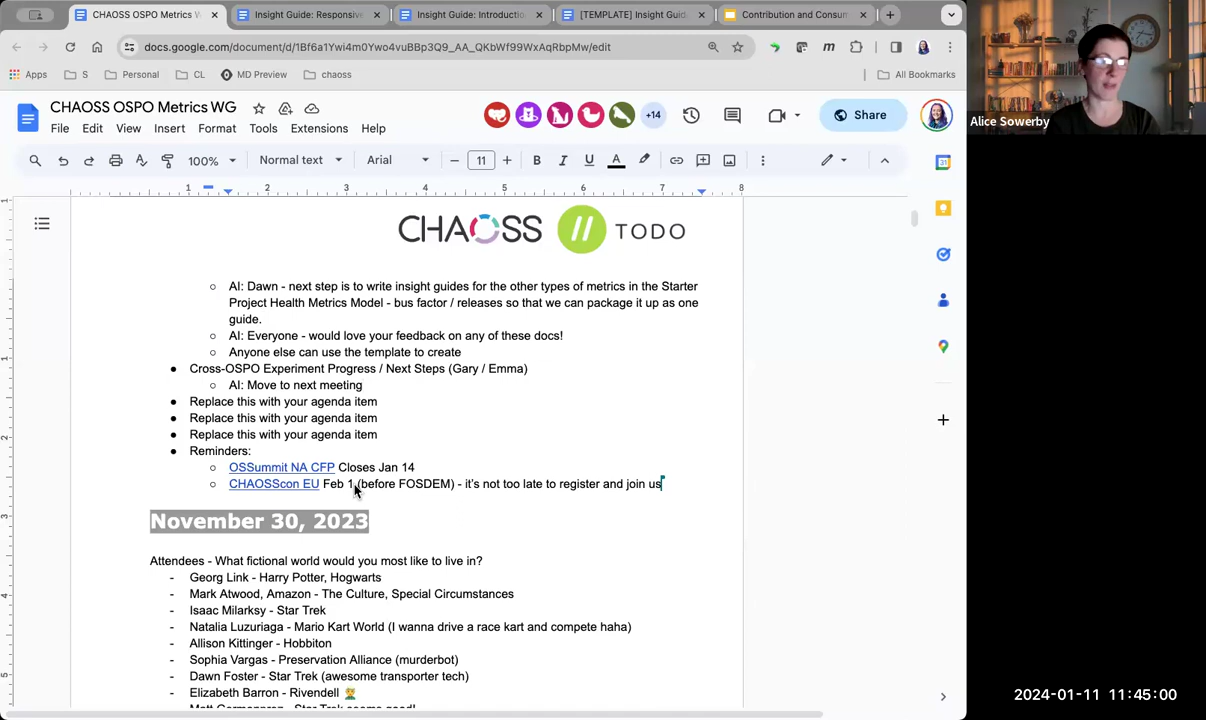 CHAOSS OSPO Metrics W
Insight Guide: Responsive
Insight Guide: Introductio
[TEMPLATE] Insight Guid
Contribution and Consum
docs.google.com/document/d/1Bf6a1Ywi4m0Ywo4vuBBp3Q9_AA_QKbWf99WxAqRbpMw/edit
Apps S Personal CL MD Preview chaoss All Bookmarks
CHAOSS OSPO Metrics WG
File Edit View Insert Format Tools Extensions Help
+14 Share
100% Normal text Arial 11 B I U A
1 1 2 3 4 5 6 7 8
CHAOSS // TODO
AI: Dawn - next step is to write insight guides for the other types of metrics in the Starter
Project Health Metrics Model - bus factor / releases so that we can package it up as one
guide.
AI: Everyone - would love your feedback on any of these docs!
Anyone else can use the template to create
Cross-OSPO Experiment Progress / Next Steps (Gary / Emma)
AI: Move to next meeting
Replace this with your agenda item
Replace this with your agenda item
Replace this with your agenda item
Reminders:
OSSummit NA CFP Closes Jan 14
CHAOSScon EU Feb 1 (before FOSDEM) - it's not too late to register and join us
November 30, 2023
Attendees - What fictional world would you most like to live in?
- Georg Link - Harry Potter, Hogwarts
- Mark Atwood, Amazon - The Culture, Special Circumstances
- Isaac Milarksy - Star Trek
- Natalia Luzuriaga - Mario Kart World (I wanna drive a race kart and compete haha)
- Allison Kittinger - Hobbiton
- Sophia Vargas - Preservation Alliance (murderbot)
- Dawn Foster - Star Trek (awesome transporter tech)
- Elizabeth Barron - Rivendell 🧝
Alice Sowerby
2024-01-11 11:45:00